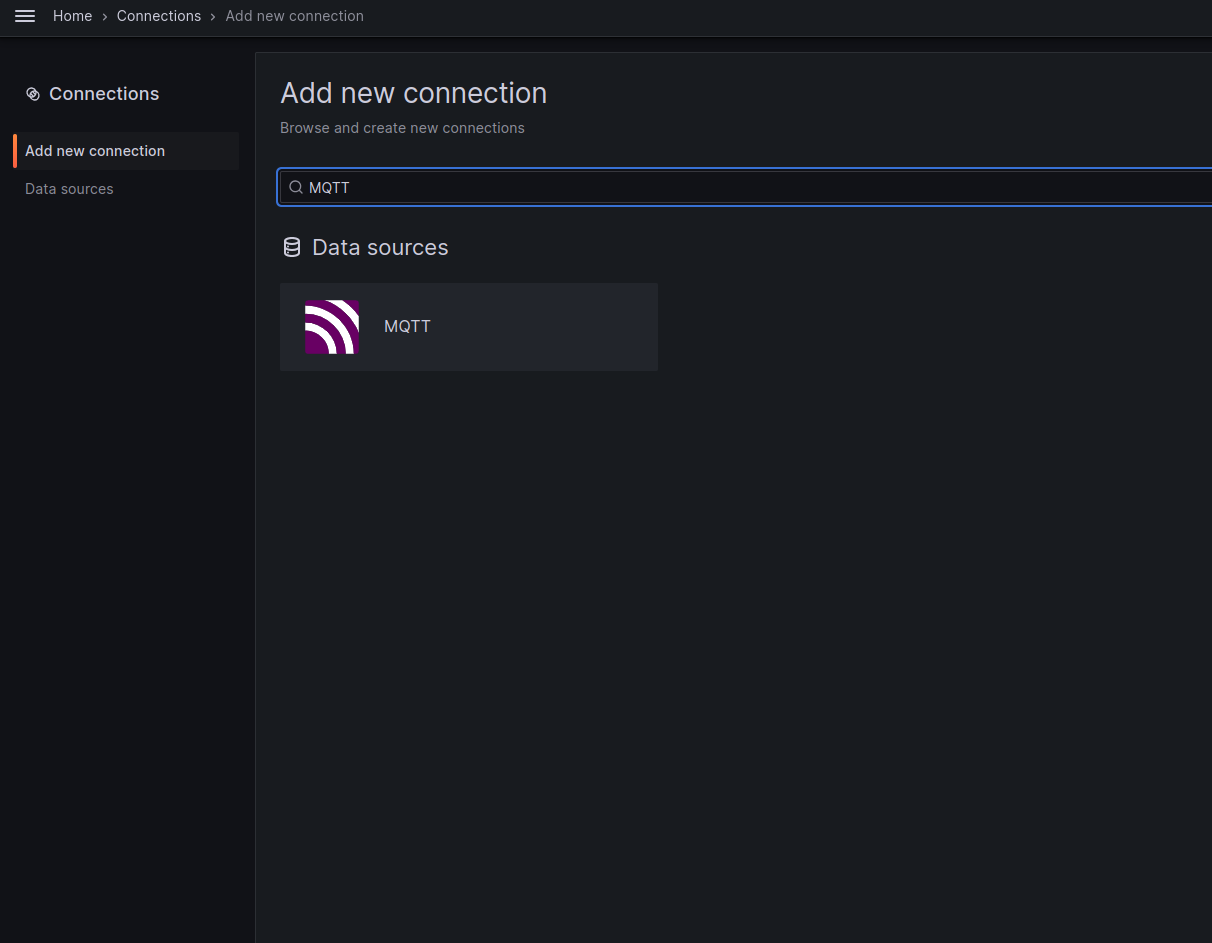 Home › Connections › Add new connection
Connections
Add new connection
Data sources
Add new connection
Browse and create new connections
MQTT
Data sources
MQTT